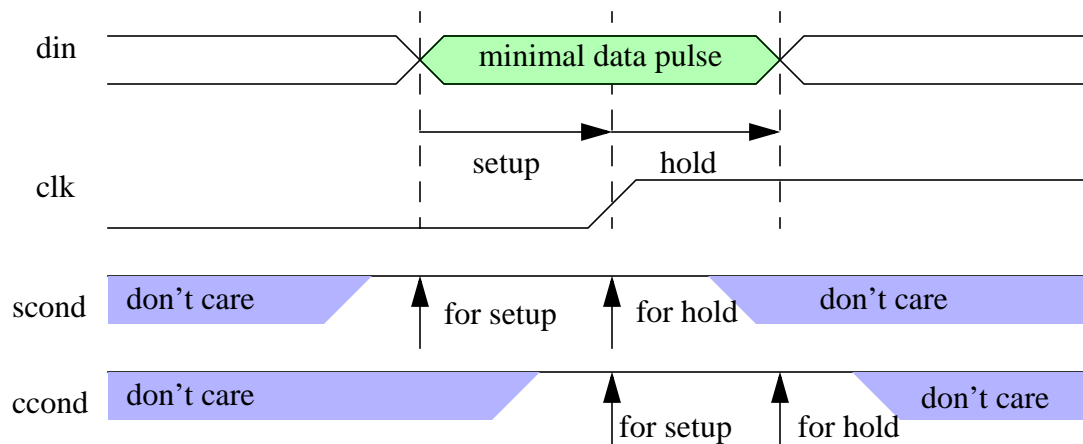 din
minimal data pulse
setup
hold
clk
scond
don't care
for setup
for hold
don't care
ccond
don't care
for setup
for hold
don't care